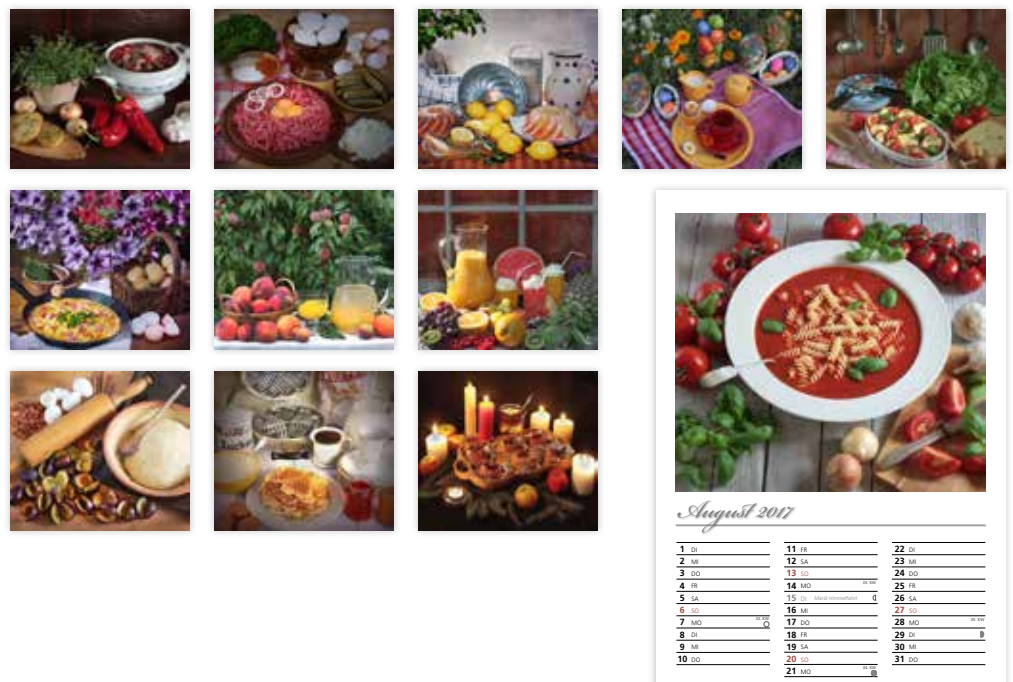 August 2017
1 DI
2 MI
3 DO
4 FR
5 SA
6 SO
7 MO
8 DI
9 MI
10 DO
11 FR
12 SA
13 SO
14 MO
15 DI Mariä Himmelfahrt
16 MI
17 DO
18 FR
19 SA
20 SO
21 MO
22 DI
23 MI
24 DO
25 FR
26 SA
27 SO
28 MO
29 DI
30 MI
31 DO